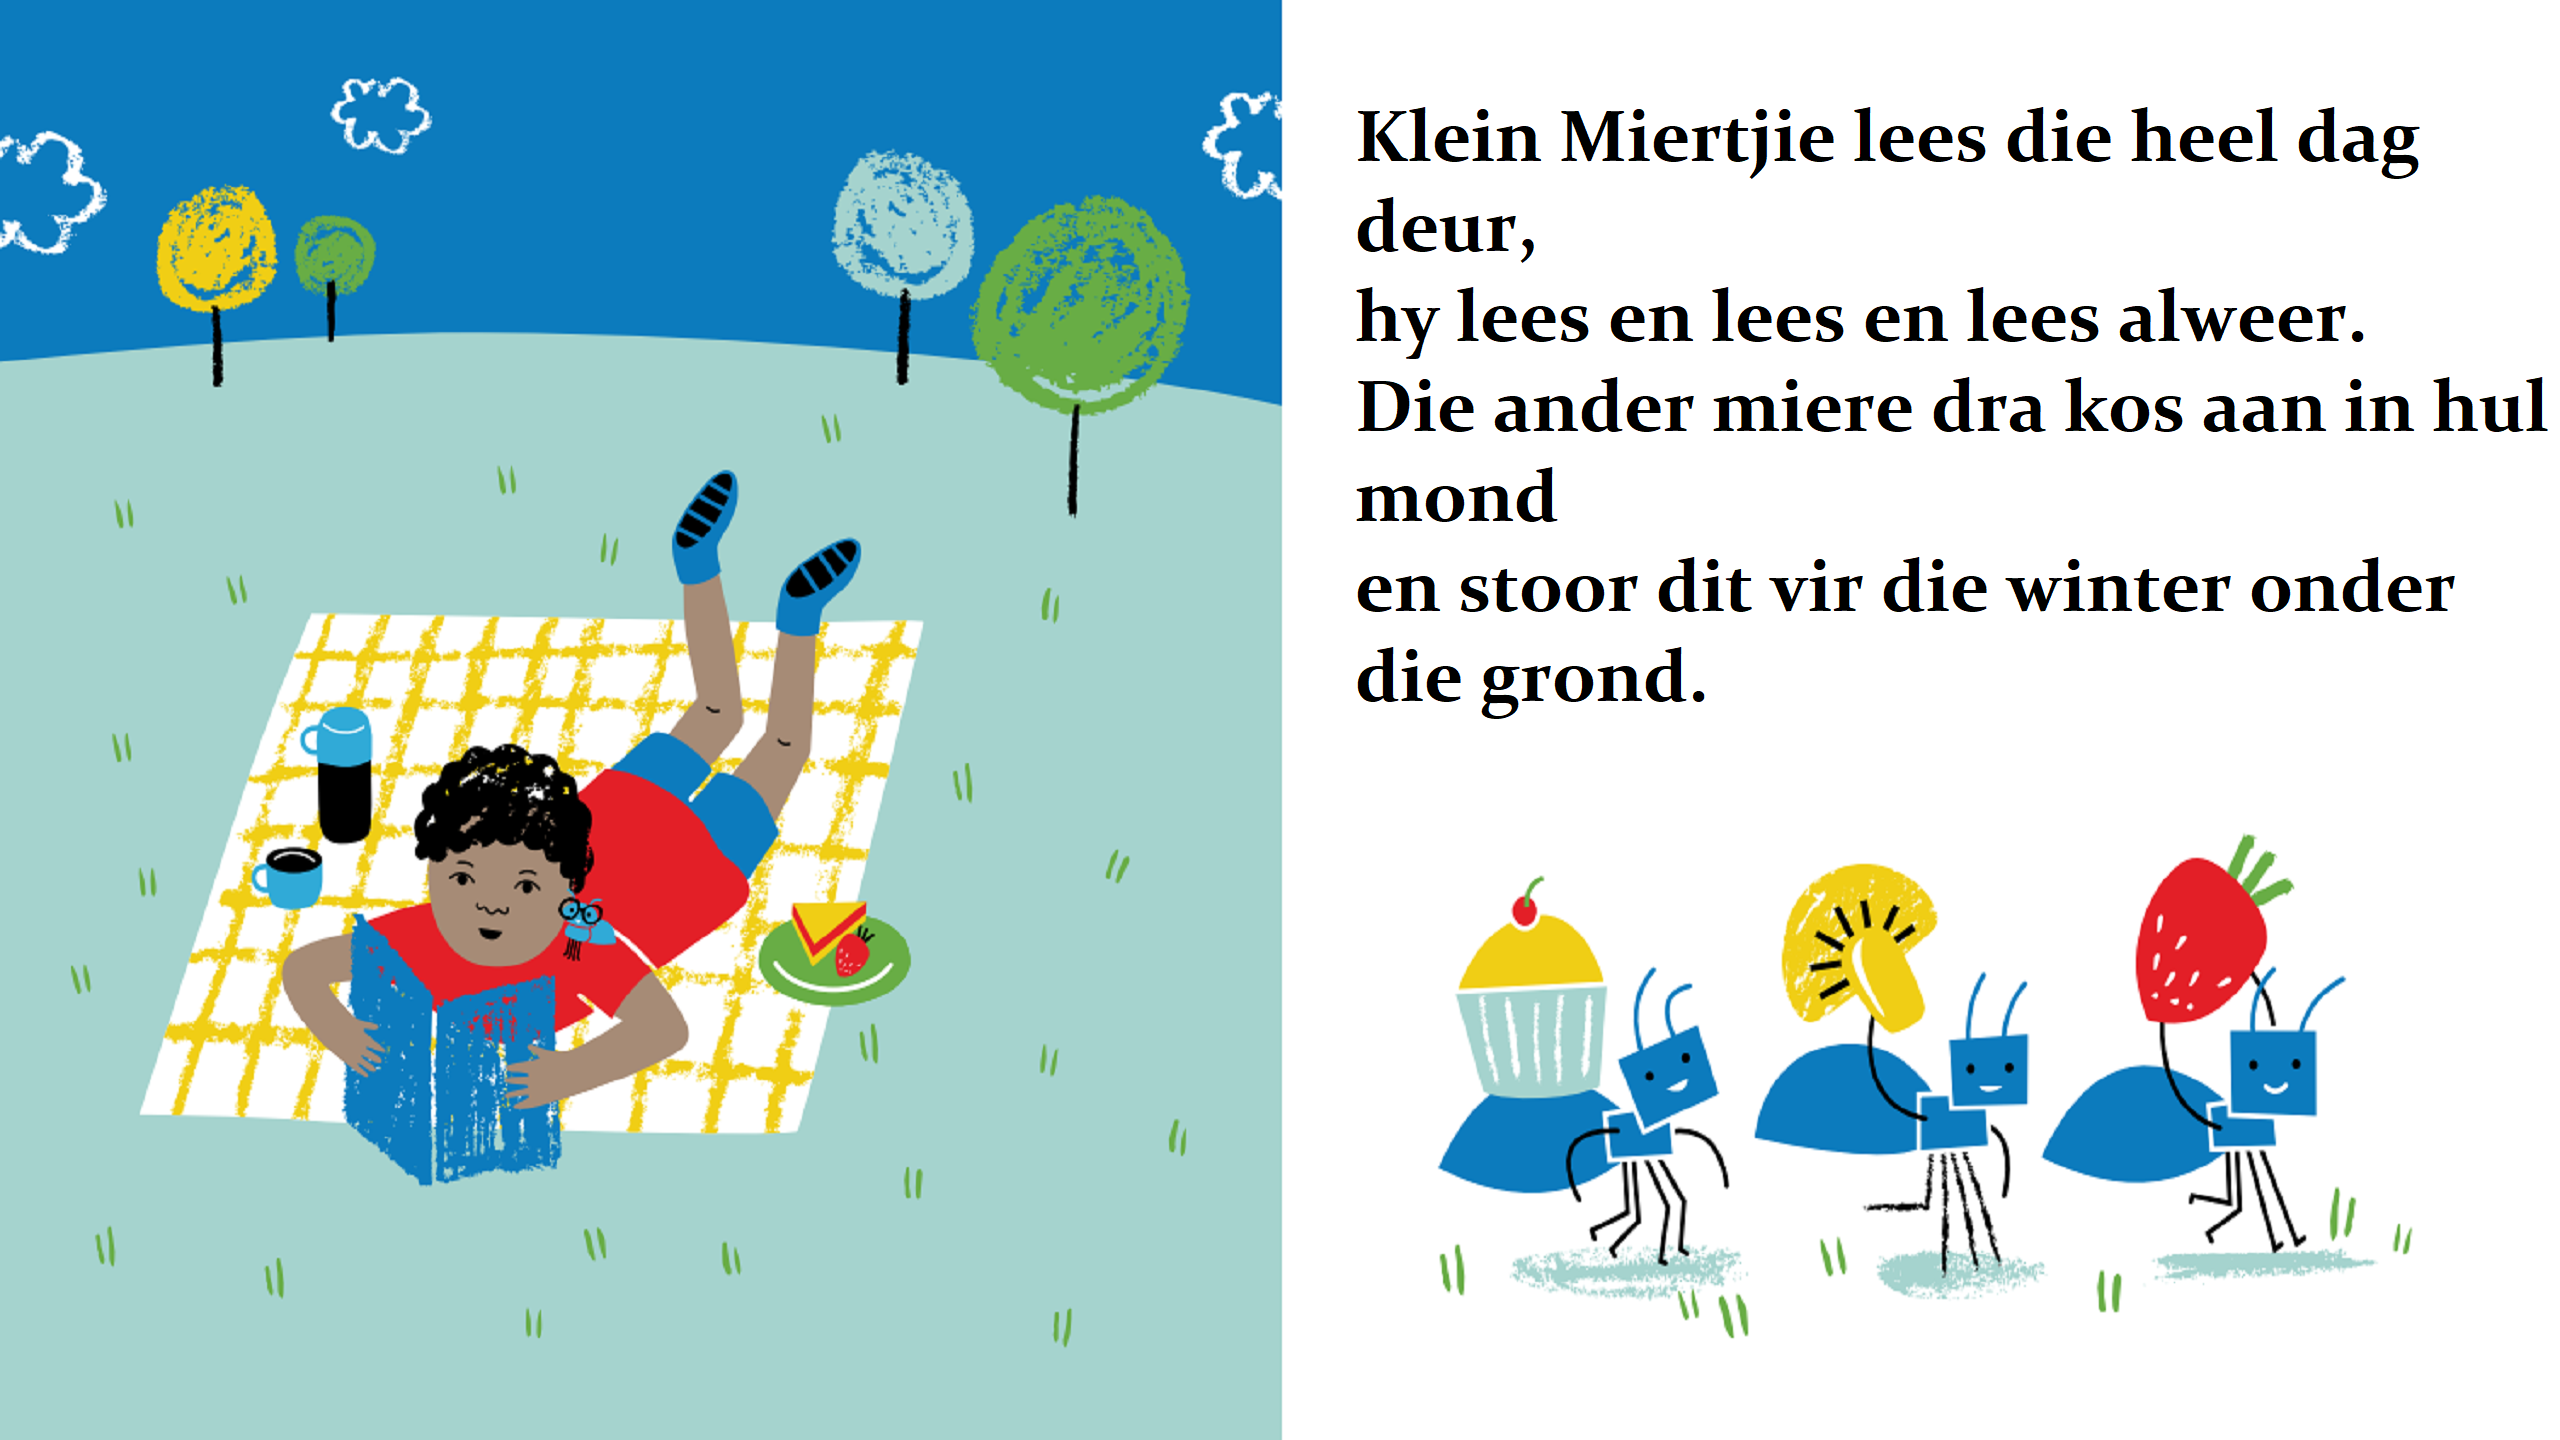 Klein Miertjie lees die heel dag
deur,
hy lees en lees en lees alweer.
Die ander miere dra kos aan in hul
mond
en stoor dit vir die winter onder
die grond.